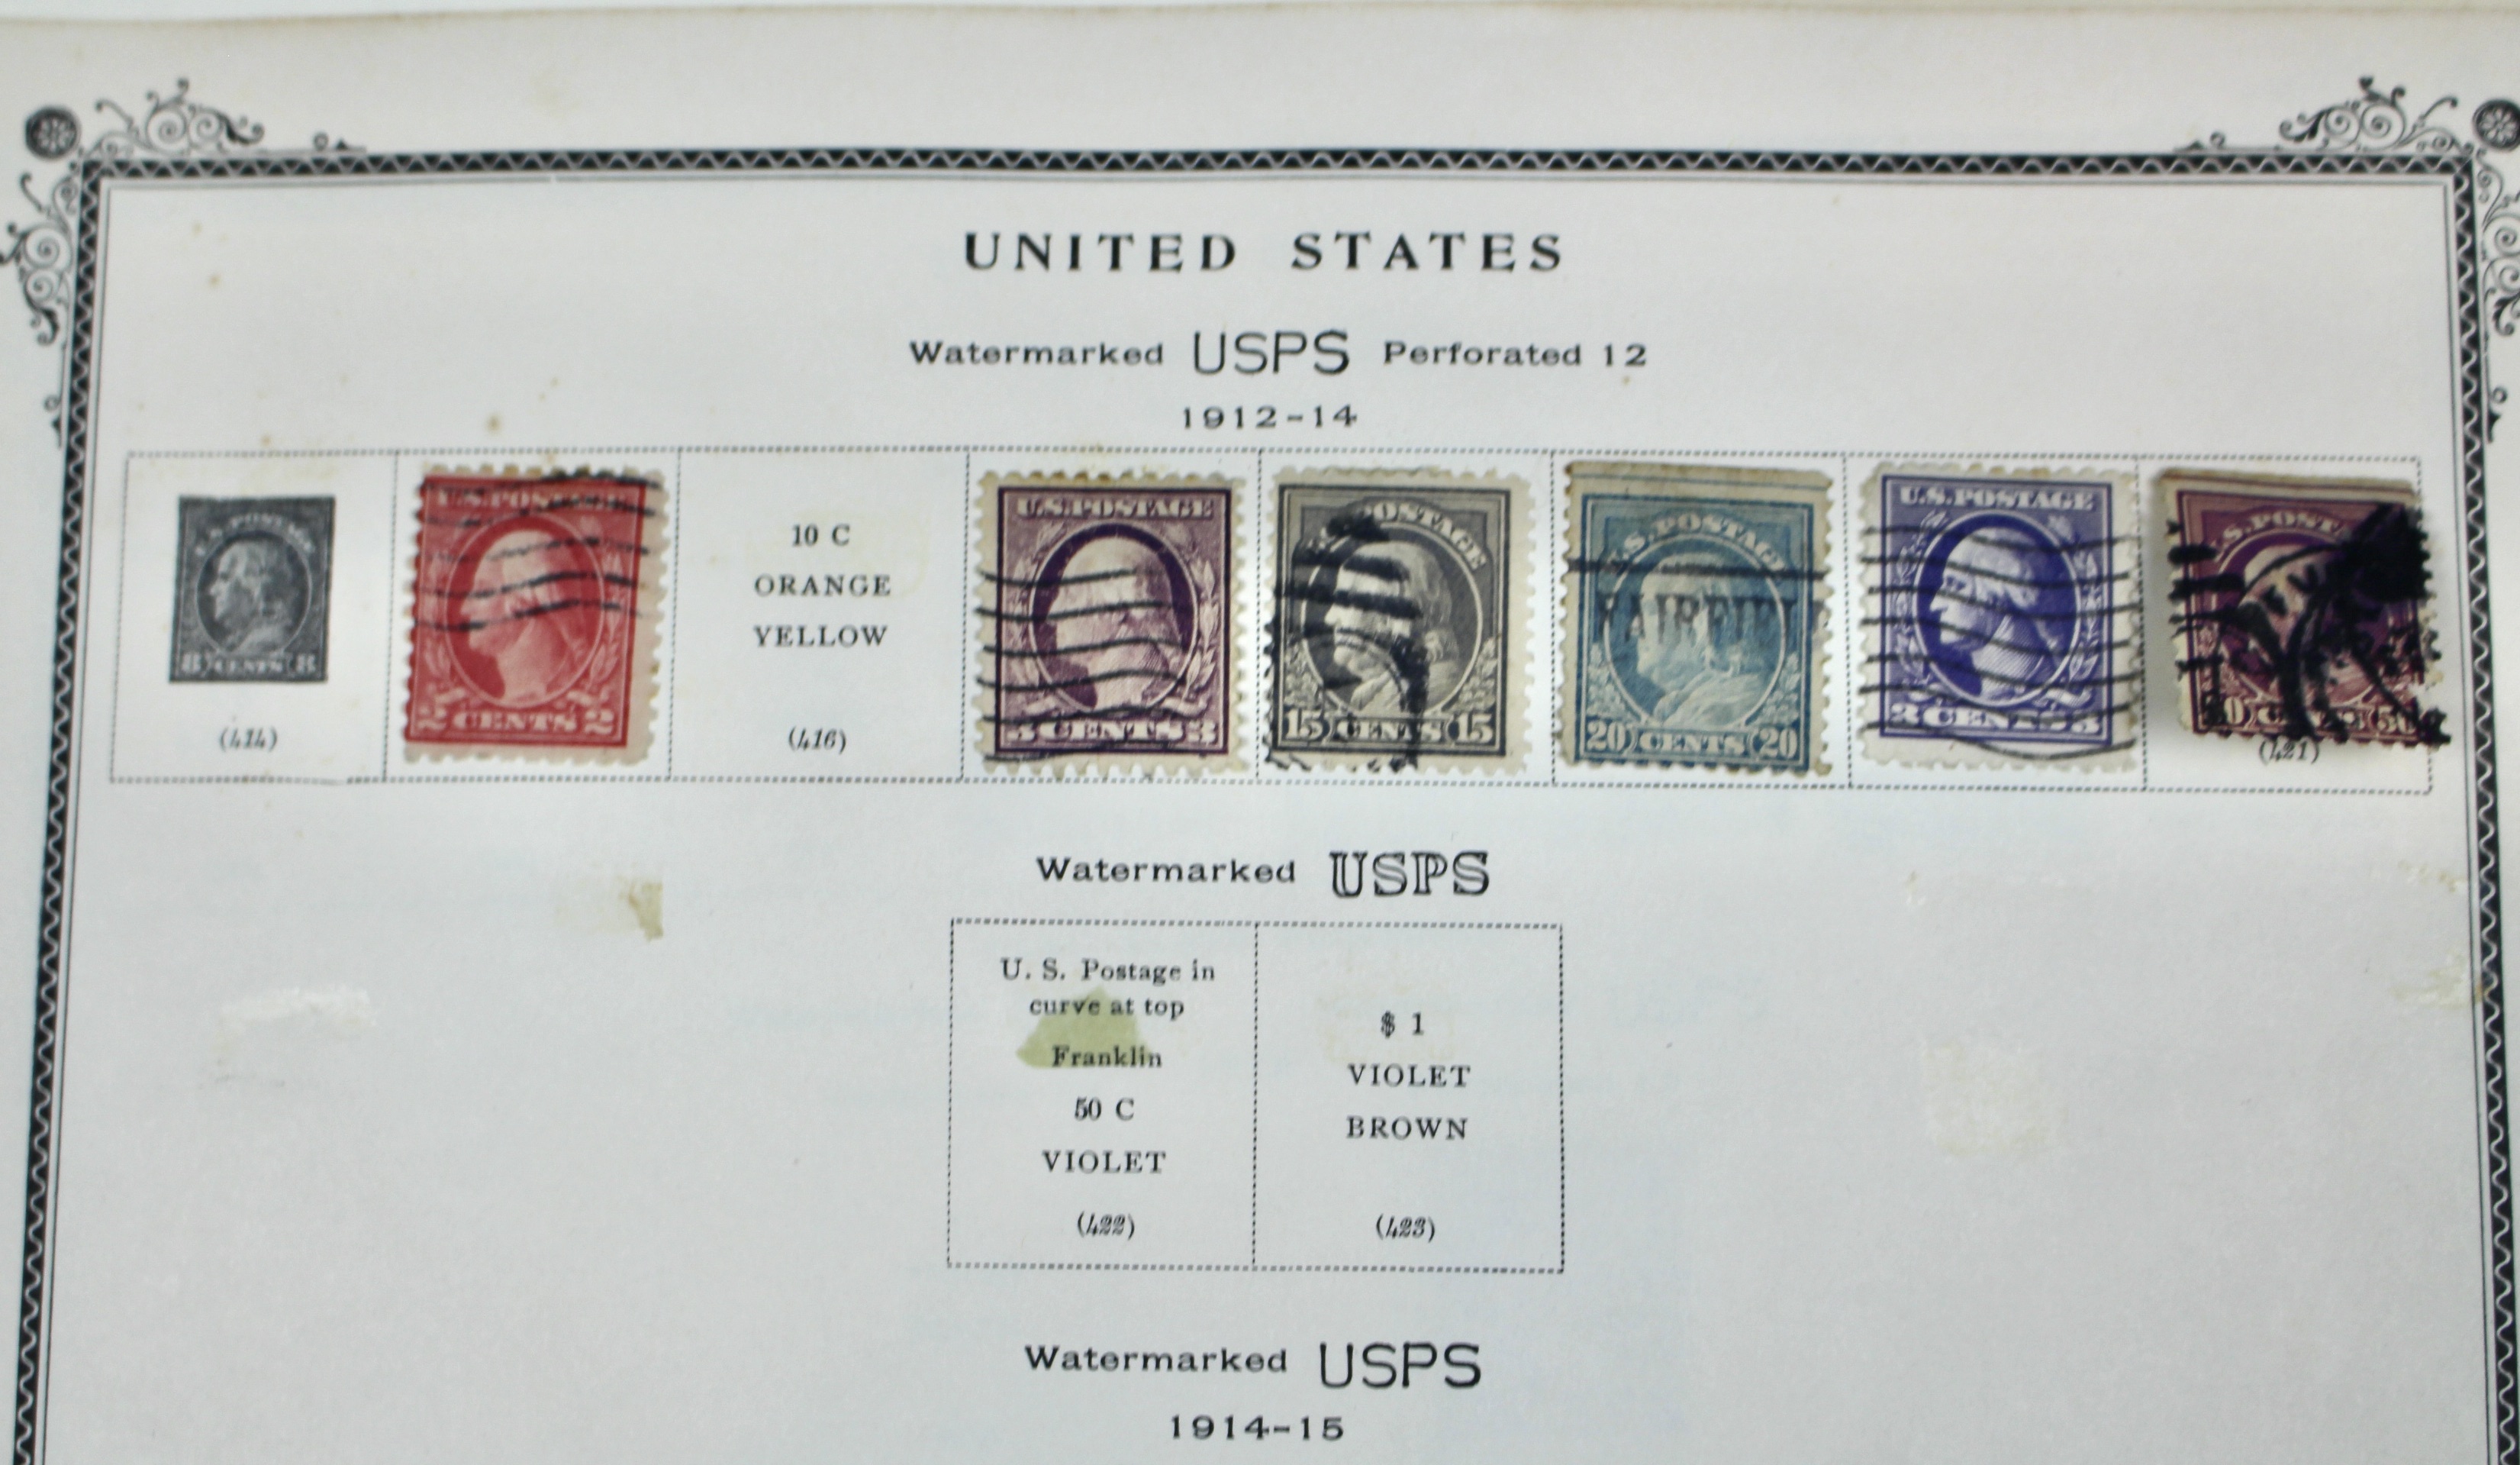 UNITED STATES
Watermarked USPS Perforated 12
1912-14
U.S. POSTAGE
8 CENTS 8
(414)
U.S. POSTAGE
2 CENTS 2
10 C
ORANGE
YELLOW
(416)
U.S. POSTAGE
3 CENTS 3
POSTAGE
15 CENTS 15
U.S. POSTAGE
FAIRFIELD
20 CENTS 20
U.S. POSTAGE
3 CENTS 3
U.S. POST
50
(421)
Watermarked USPS
U. S. Postage in
curve at top
Franklin
50 C
VIOLET
(422)
$ 1
VIOLET
BROWN
(423)
Watermarked USPS
1914-15